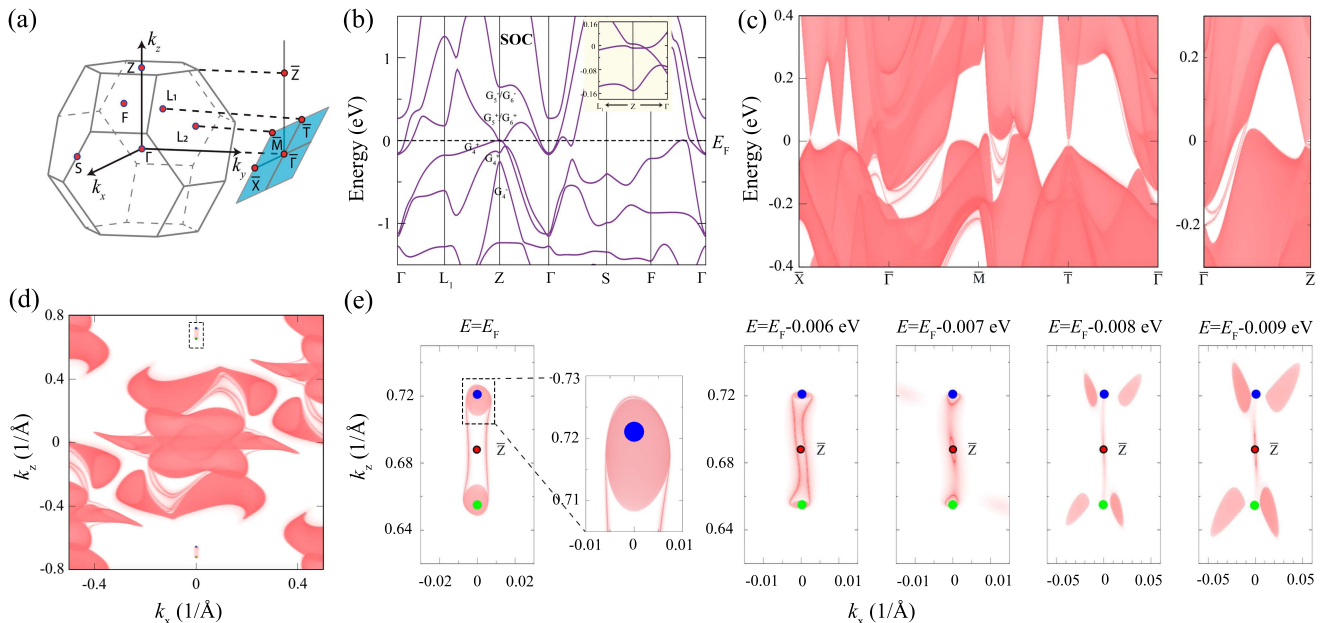 (a)
k_z
Z
Z̄
L₁
F
L₂
T̄
M̄
S
Γ
Γ̄
k_x
k_y
X̄
(b)
Energy (eV)
1
0
-1
SOC
0.16
0.08
0
-0.08
-0.16
L₁
Z
Γ
G₅⁻/G₆⁻
G₅⁺/G₆⁺
G₄⁺
G₄⁻
E_F
Γ
L₁
Z
Γ
S
F
Γ
(c)
Energy (eV)
0.4
0.2
0
-0.2
-0.4
X̄
Γ̄
M̄
T̄
Γ̄
0.2
0
-0.2
Γ̄
Z̄
(d)
k_z (1/Å)
0.8
0.4
0
-0.4
-0.8
-0.4
0
0.4
k_x (1/Å)
(e)
E=E_F
k_z (1/Å)
0.72
0.68
0.64
Z̄
-0.02
0
0.02
0.73
0.72
0.71
-0.01
0
0.01
E=E_F-0.006 eV
0.72
0.68
0.64
Z̄
-0.01
0
0.01
E=E_F-0.007 eV
Z̄
-0.01
0
0.01
E=E_F-0.008 eV
Z̄
-0.05
0
0.05
E=E_F-0.009 eV
Z̄
-0.05
0
0.05
k_x (1/Å)